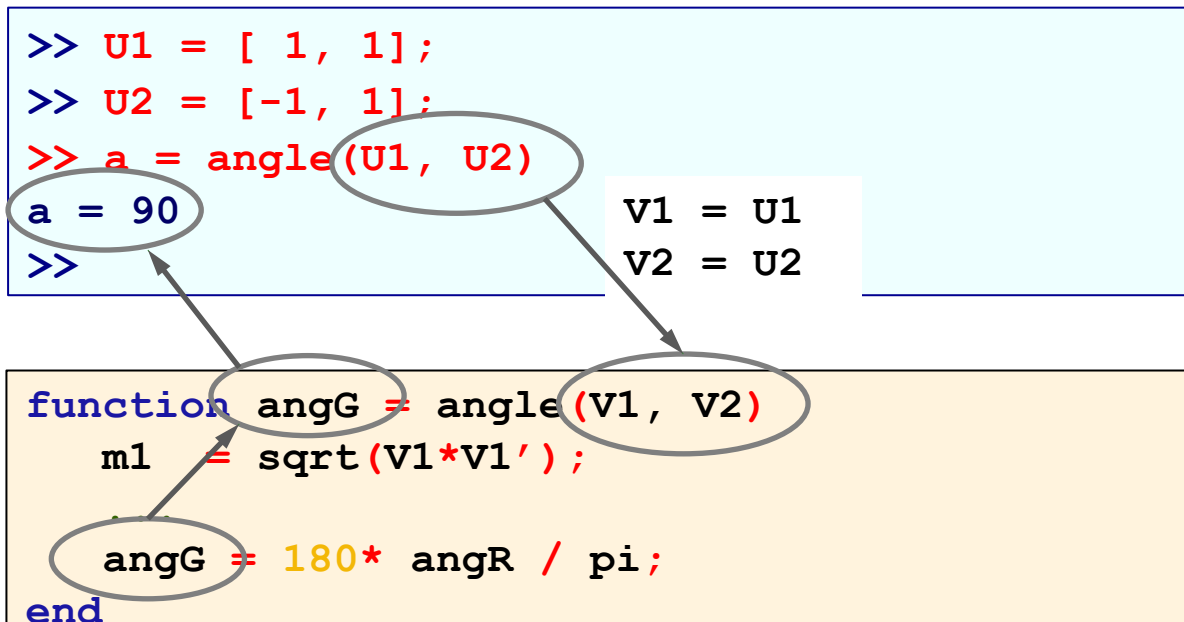 >> U1 = [ 1, 1];
>> U2 = [-1, 1];
>> a = angle(U1, U2)
a = 90
>>
V1 = U1
V2 = U2
function angG = angle(V1, V2)
m1 = sqrt(V1*V1’);
...
angG = 180* angR / pi;
end